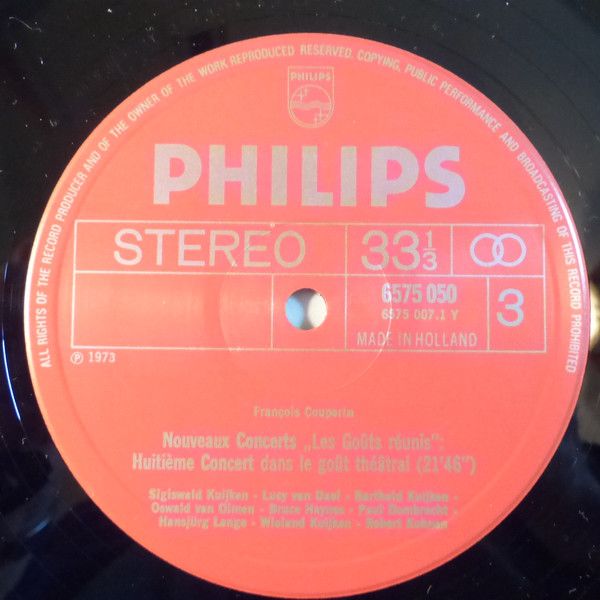 ALL RIGHTS OF THE RECORD PRODUCER AND OF THE OWNER OF THE WORK REPRODUCED RESERVED. COPYING, PUBLIC PERFORMANCE AND BROADCASTING OF THIS RECORD PROHIBITED
PHILIPS
PHILIPS
STEREO 33 1/3
6575 050
6575 007.1 Y
3
MADE IN HOLLAND
Ⓟ 1973
François Couperin
Nouveaux Concerts „Les Goûts réunis":
Huitième Concert dans le goût théâtral (21'46")
Sigiswald Kuijken - Lucy van Dael - Barthold Kuijken -
Oswald van Olmen - Bruce Haynes - Paul Dombrecht -
Hansjürg Lange - Wieland Kuijken - Robert Kohnen